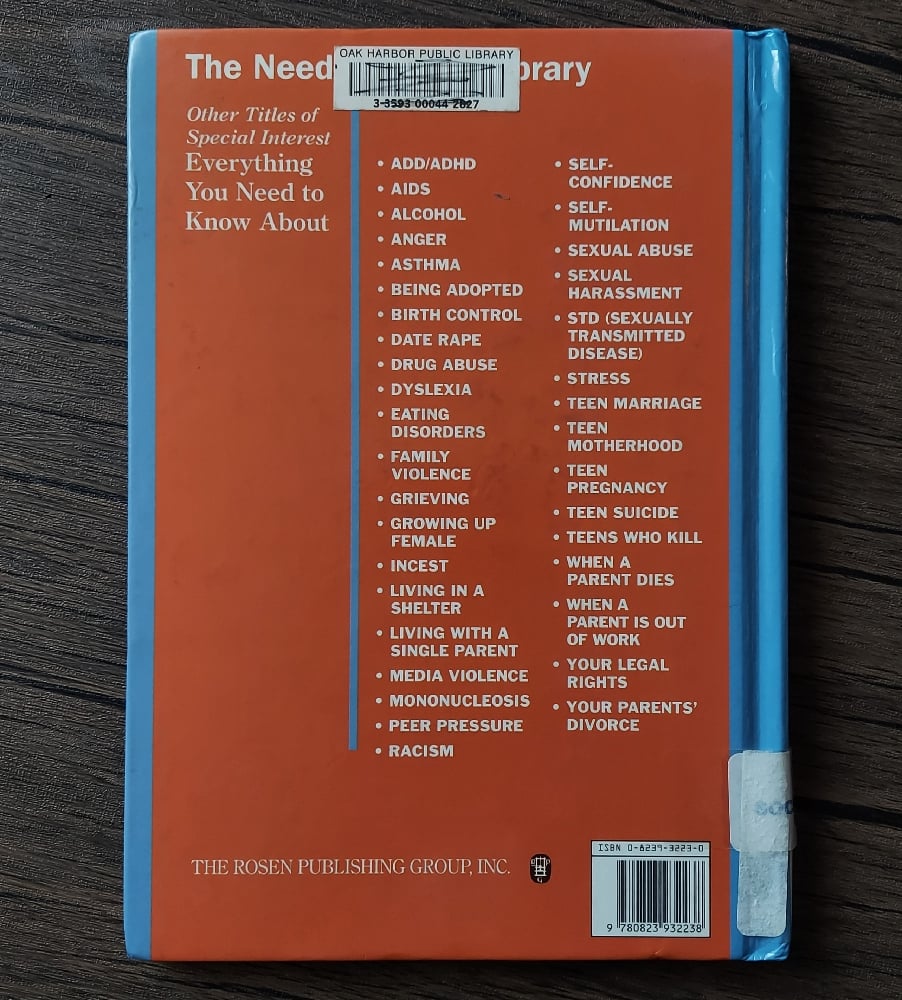 OAK HARBOR PUBLIC LIBRARY
3 3593 00044 2627
The Need brary
Other Titles of
Special Interest
Everything
You Need to
Know About
• ADD/ADHD
• AIDS
• ALCOHOL
• ANGER
• ASTHMA
• BEING ADOPTED
• BIRTH CONTROL
• DATE RAPE
• DRUG ABUSE
• DYSLEXIA
• EATING
DISORDERS
• FAMILY
VIOLENCE
• GRIEVING
• GROWING UP
FEMALE
• INCEST
• LIVING IN A
SHELTER
• LIVING WITH A
SINGLE PARENT
• MEDIA VIOLENCE
• MONONUCLEOSIS
• PEER PRESSURE
• RACISM
• SELF-
CONFIDENCE
• SELF-
MUTILATION
• SEXUAL ABUSE
• SEXUAL
HARASSMENT
• STD (SEXUALLY
TRANSMITTED
DISEASE)
• STRESS
• TEEN MARRIAGE
• TEEN
MOTHERHOOD
• TEEN
PREGNANCY
• TEEN SUICIDE
• TEENS WHO KILL
• WHEN A
PARENT DIES
• WHEN A
PARENT IS OUT
OF WORK
• YOUR LEGAL
RIGHTS
• YOUR PARENTS'
DIVORCE
THE ROSEN PUBLISHING GROUP, INC.
ISBN 0-8239-3223-0
9 780823 932238